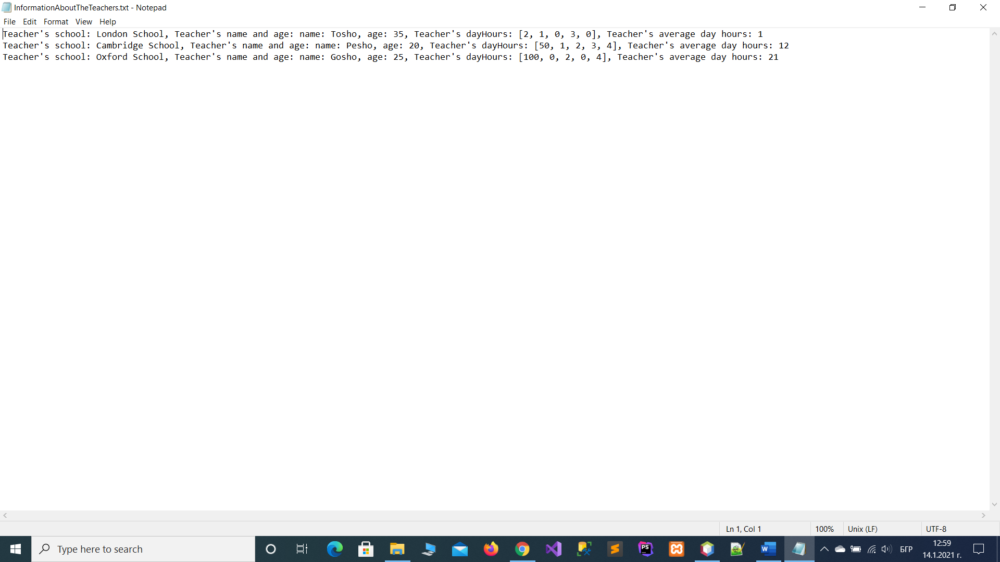 InformationAboutTheTeachers.txt - Notepad
File Edit Format View Help
Teacher's school: London School, Teacher's name and age: name: Tosho, age: 35, Teacher's dayHours: [2, 1, 0, 3, 0], Teacher's average day hours: 1
Teacher's school: Cambridge School, Teacher's name and age: name: Pesho, age: 20, Teacher's dayHours: [50, 1, 2, 3, 4], Teacher's average day hours: 12
Teacher's school: Oxford School, Teacher's name and age: name: Gosho, age: 25, Teacher's dayHours: [100, 0, 2, 0, 4], Teacher's average day hours: 21
Ln 1, Col 1 100% Unix (LF) UTF-8
Type here to search PS W БГР 12:59
14.1.2021 г.